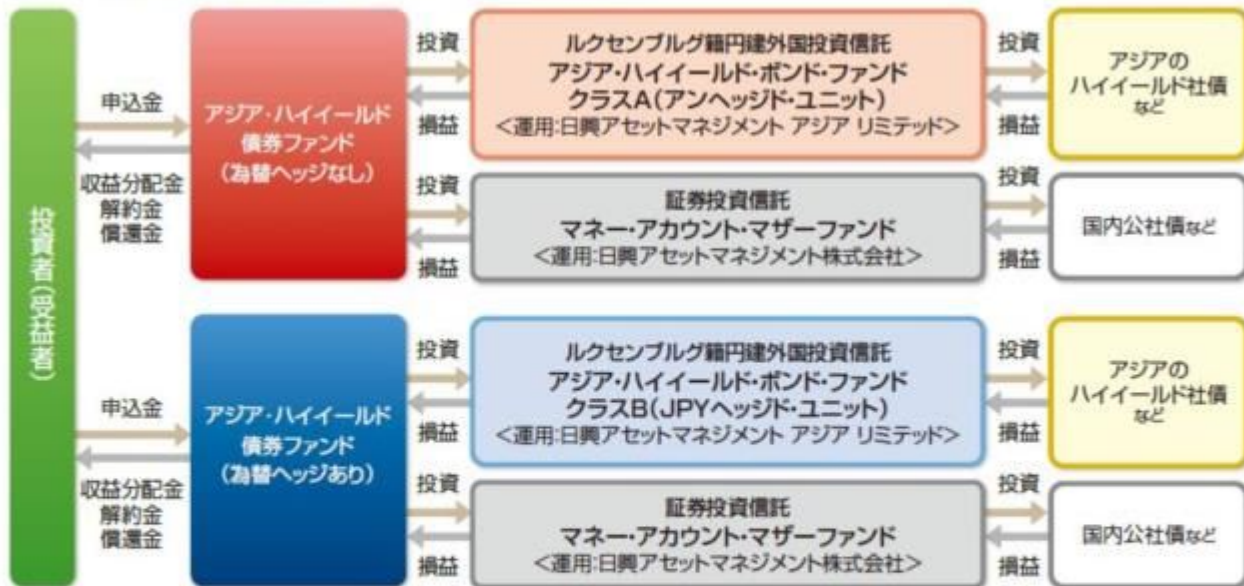 投資者(受益者)
申込金
収益分配金
解約金
償還金
アジア・ハイイールド
債券ファンド
(為替ヘッジなし)
投資
損益
ルクセンブルグ籍円建外国投資信託
アジア・ハイイールド・ボンド・ファンド
クラスA(アンヘッジド・ユニット)
<運用:日興アセットマネジメント アジア リミテッド>
投資
損益
アジアの
ハイイールド社債
など
投資
損益
証券投資信託
マネー・アカウント・マザーファンド
<運用:日興アセットマネジメント株式会社>
投資
損益
国内公社債など
申込金
収益分配金
解約金
償還金
アジア・ハイイールド
債券ファンド
(為替ヘッジあり)
投資
損益
ルクセンブルグ籍円建外国投資信託
アジア・ハイイールド・ボンド・ファンド
クラスB(JPYヘッジド・ユニット)
<運用:日興アセットマネジメント アジア リミテッド>
投資
損益
アジアの
ハイイールド社債
など
投資
損益
証券投資信託
マネー・アカウント・マザーファンド
<運用:日興アセットマネジメント株式会社>
投資
損益
国内公社債など